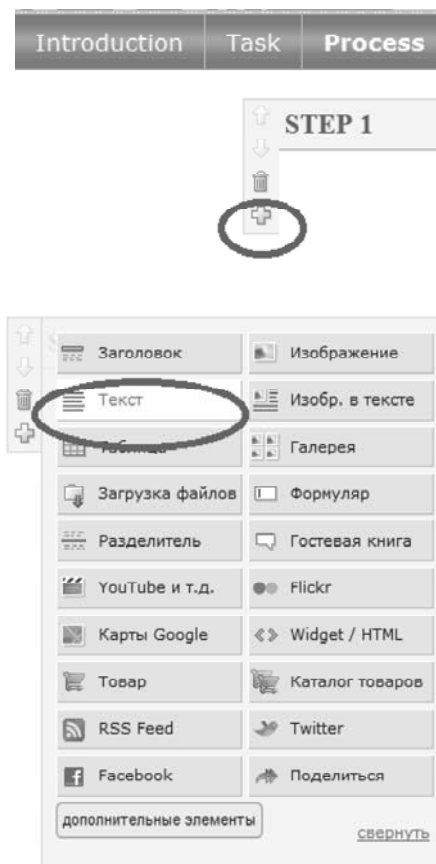 Introduction Task Process
STEP 1
Заголовок Изображение
Текст Изобр. в тексте
Таблица Галерея
Загрузка файлов Формуляр
Разделитель Гостевая книга
YouTube и т.д. Flickr
Карты Google Widget / HTML
Товар Каталог товаров
RSS Feed Twitter
Facebook Поделиться
дополнительные элементы
свернуть